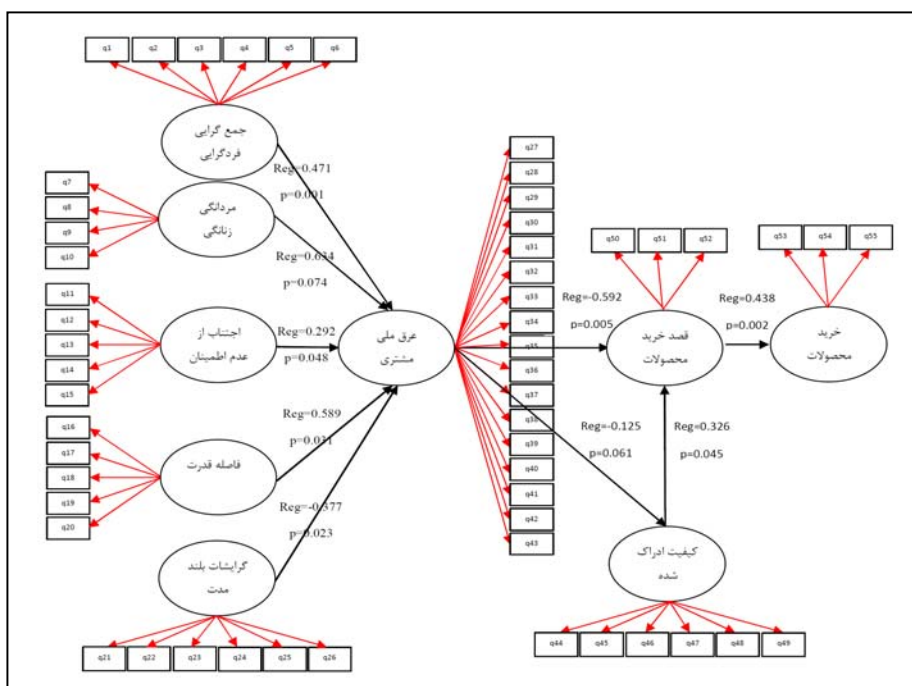 q1 q2 q3 q4 q5 q6
جمع گرایی
فردگرایی
Reg=0.471
p=0.001
q7
q8
q9
q10
مردانگی
زنانگی
Reg=0.634
p=0.074
q11
q12
q13
q14
q15
اجتناب از
عدم اطمینان
Reg=0.292
p=0.048
q16
q17
q18
q19
q20
فاصله قدرت
Reg=0.589
p=0.031
گرایشات بلند
مدت
Reg=-0.377
p=0.023
q21 q22 q23 q24 q25 q26
عرق ملی
مشتری
q27
q28
q29
q30
q31
q32
q33
q34
q35
q36
q37
q38
q39
q40
q41
q42
q43
q50 q51 q52
Reg=-0.592
p=0.005
قصد خرید
محصولات
Reg=0.438
p=0.002
q53 q54 q55
خرید
محصولات
Reg=-0.125
p=0.061
Reg=0.326
p=0.045
کیفیت ادراک
شده
q44 q45 q46 q47 q48 q49